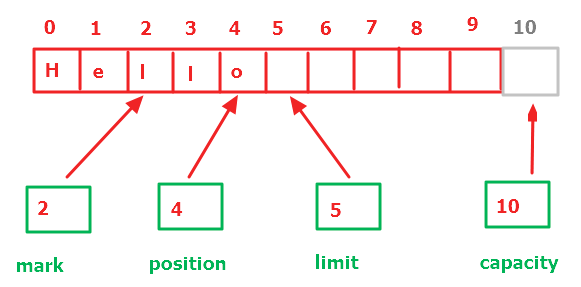 0 1 2 3 4 5 6 7 8 9 10
H e l l o
2 4 5 10
mark position limit capacity